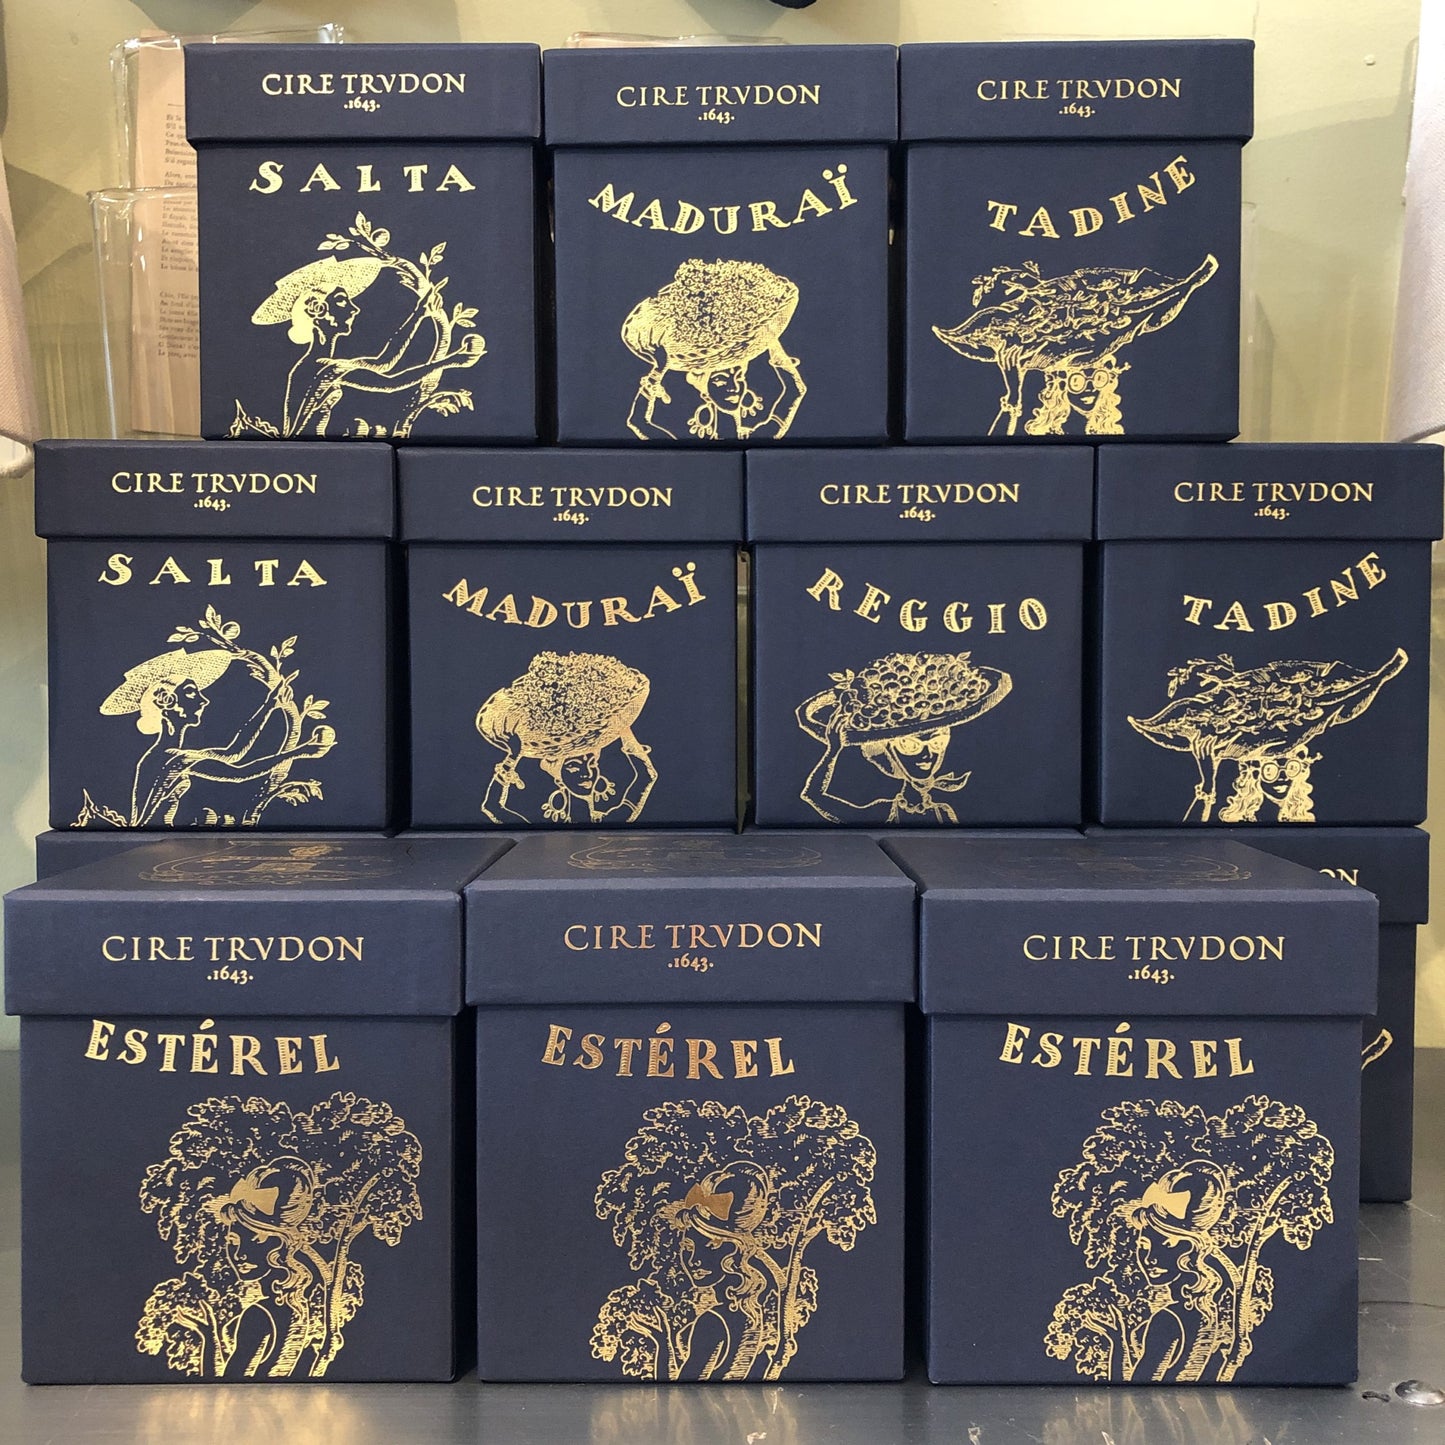 CIRE TRVDON
.1643.
SALTA
CIRE TRVDON
.1643.
MADURAÏ
CIRE TRVDON
.1643.
TADINE
CIRE TRVDON
.1643.
SALTA
CIRE TRVDON
.1643.
MADURAÏ
CIRE TRVDON
.1643.
REGGIO
CIRE TRVDON
.1643.
TADINE
CIRE TRVDON
.1643.
ESTÉREL
CIRE TRVDON
.1643.
ESTÉREL
CIRE TRVDON
.1643.
ESTÉREL